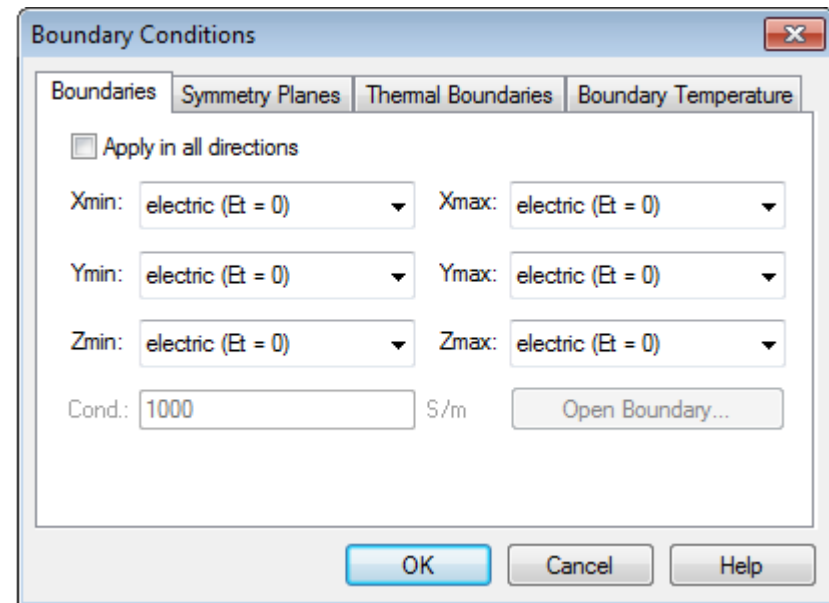 Boundary Conditions
Boundaries Symmetry Planes Thermal Boundaries Boundary Temperature
Apply in all directions
Xmin: electric (Et = 0) Xmax: electric (Et = 0)
Ymin: electric (Et = 0) Ymax: electric (Et = 0)
Zmin: electric (Et = 0) Zmax: electric (Et = 0)
Cond.: 1000 S/m Open Boundary...
OK Cancel Help